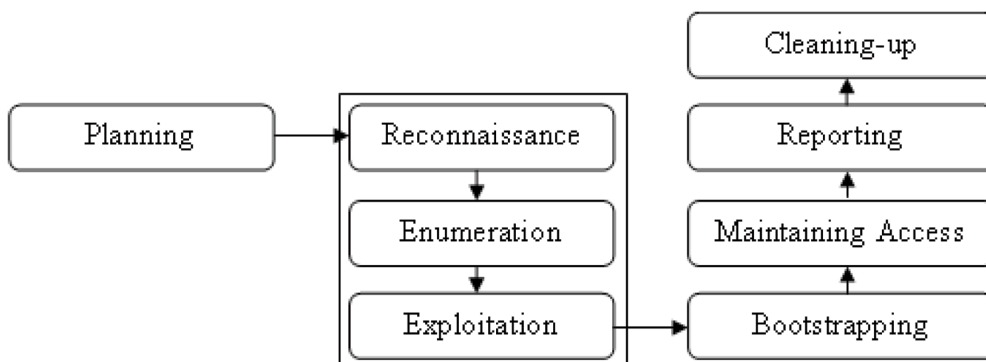 Planning
Reconnaissance
Enumeration
Exploitation
Bootstrapping
Maintaining Access
Reporting
Cleaning-up